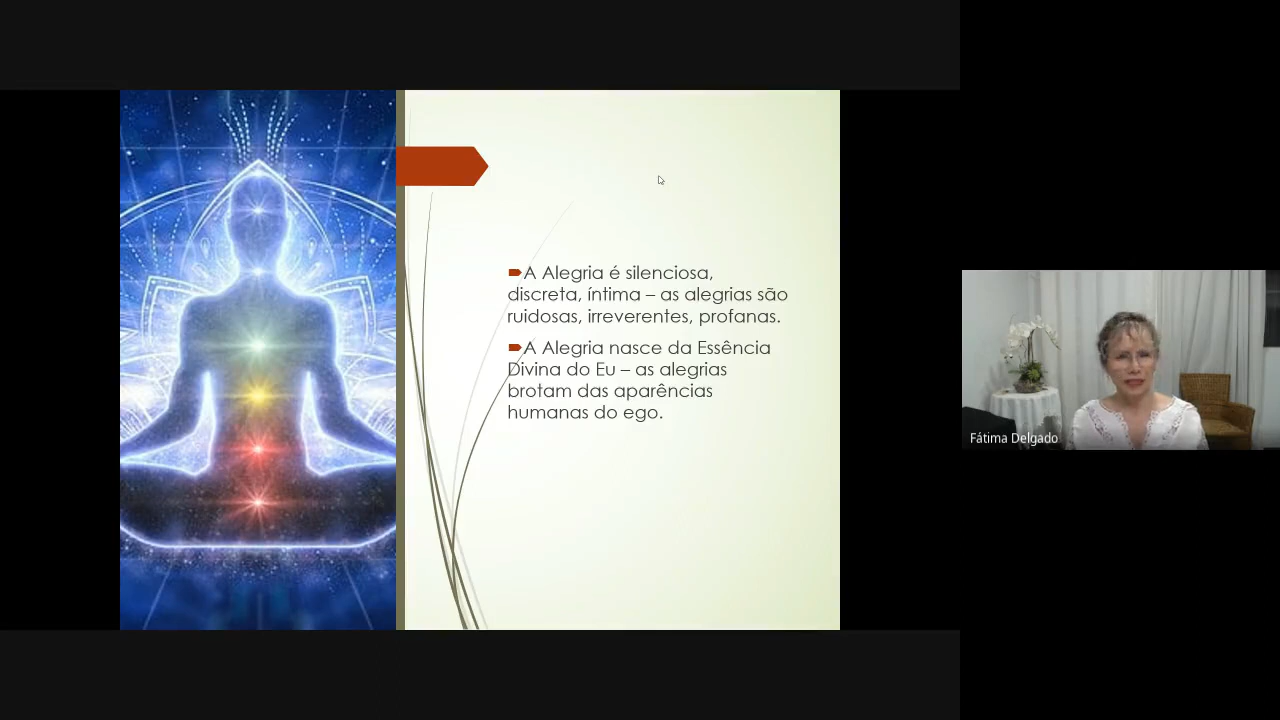 A Alegria é silenciosa,
discreta, íntima – as alegrias são
ruidosas, irreverentes, profanas.
A Alegria nasce da Essência
Divina do Eu – as alegrias
brotam das aparências
humanas do ego.
Fátima Delgado